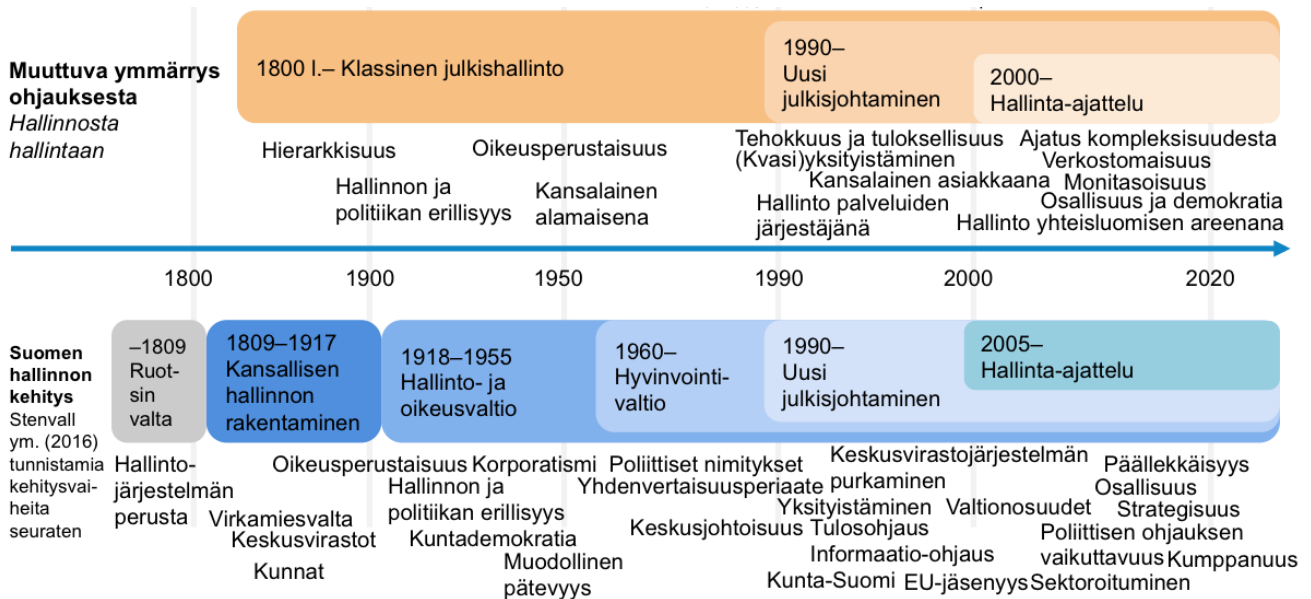 Muuttuva ymmärrys
ohjauksesta
Hallinnosta
hallintaan
1800 l.– Klassinen julkishallinto
1990–
Uusi
julkisjohtaminen
2000–
Hallinta-ajattelu
Hierarkkisuus
Hallinnon ja
politiikan erillisyys
Oikeusperustaisuus
Kansalainen
alamaisena
Tehokkuus ja tuloksellisuus
(Kvasi)yksityistäminen
Kansalainen asiakkaana
Hallinto palveluiden
järjestäjänä
Ajatus kompleksisuudesta
Verkostomaisuus
Monitasoisuus
Osallisuus ja demokratia
Hallinto yhteisluomisen areenana
1800
1900
1950
1990
2000
2020
Suomen
hallinnon
kehitys
Stenvall
ym. (2016)
tunnistamia
kehitysvai-
heita
seuraten
–1809
Ruot-
sin
valta
1809–1917
Kansallisen
hallinnon
rakentaminen
1918–1955
Hallinto- ja
oikeusvaltio
1960–
Hyvinvointi-
valtio
1990–
Uusi
julkisjohtaminen
2005–
Hallinta-ajattelu
Hallinto-
järjestelmän
perusta
Virkamiesvalta
Keskusvirastot
Kunnat
Oikeusperustaisuus
Hallinnon ja
politiikan erillisyys
Kuntademokratia
Korporatismi
Muodollinen
pätevyys
Poliittiset nimitykset
Yhdenvertaisuusperiaate
Keskusjohtoisuus
Keskusvirastojärjestelmän
purkaminen
Yksityistäminen
Valtionosuudet
Tulosohjaus
Informaatio-ohjaus
Kunta-Suomi
EU-jäsenyys
Päällekkäisyys
Osallisuus
Strategisuus
Poliittisen ohjauksen
vaikuttavuus
Kumppanuus
Sektoroituminen